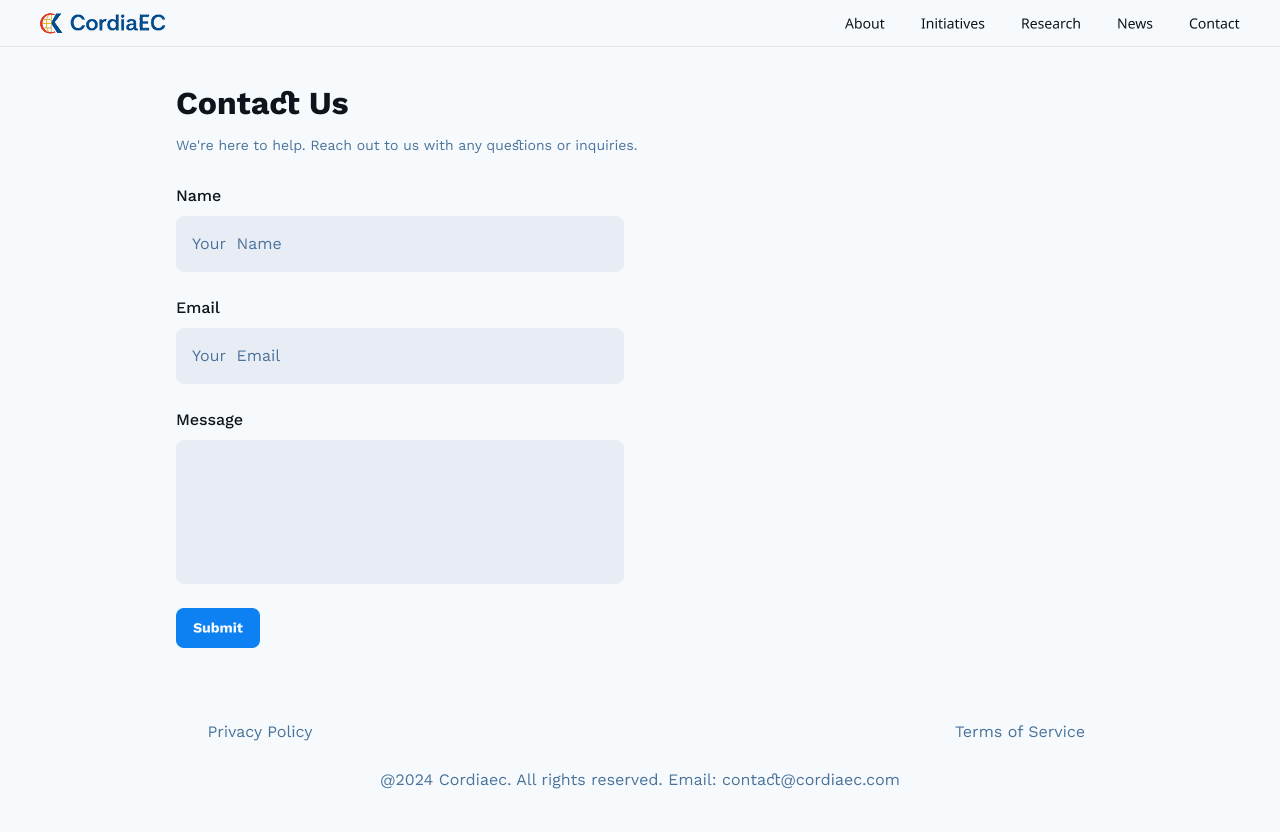 CordiaEC
About Initiatives Research News Contact
Contact Us
We're here to help. Reach out to us with any questions or inquiries.
Name
Your Name
Email
Your Email
Message
Submit
Privacy Policy Terms of Service
@2024 Cordiaec. All rights reserved. Email: contact@cordiaec.com